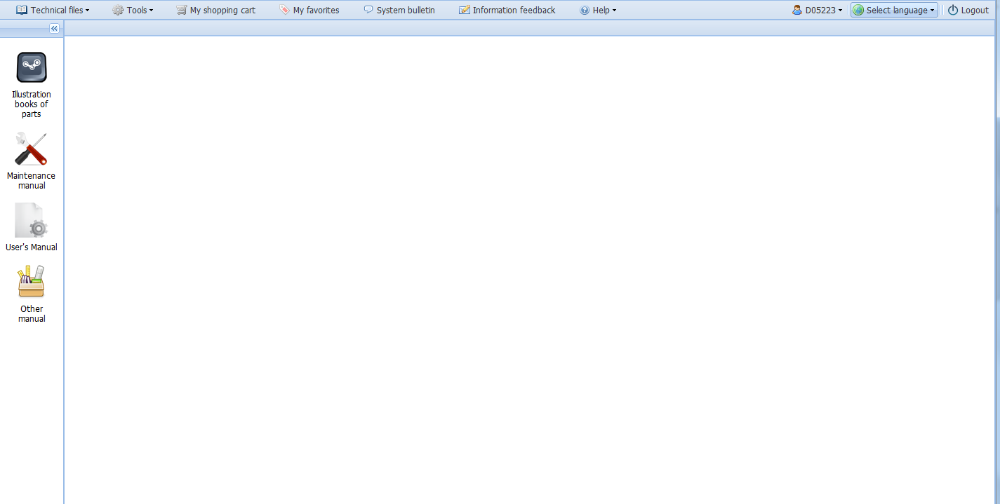 Technical files
Tools
My shopping cart
My favorites
System bulletin
Information feedback
Help
D05223
Select language
Logout
Illustration
books of
parts
Maintenance
manual
User's Manual
Other
manual